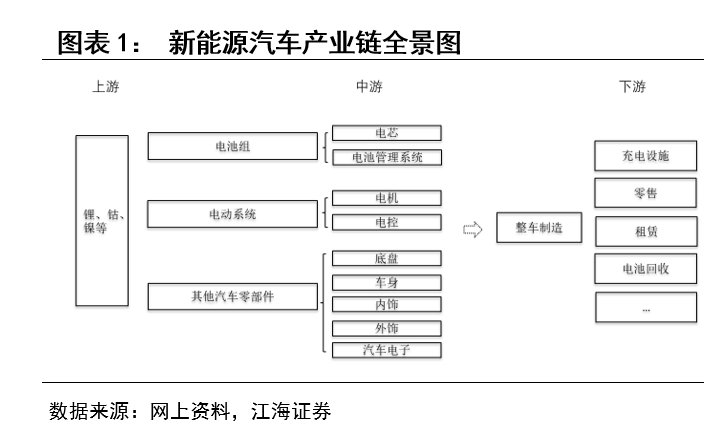 图表 1： 新能源汽车产业链全景图
上游
中游
下游
锂、钴、
镍等
电池组
电芯
电池管理系统
电动系统
电机
电控
其他汽车零部件
底盘
车身
内饰
外饰
汽车电子
整车制造
充电设施
零售
租赁
电池回收
...
数据来源：网上资料，江海证券